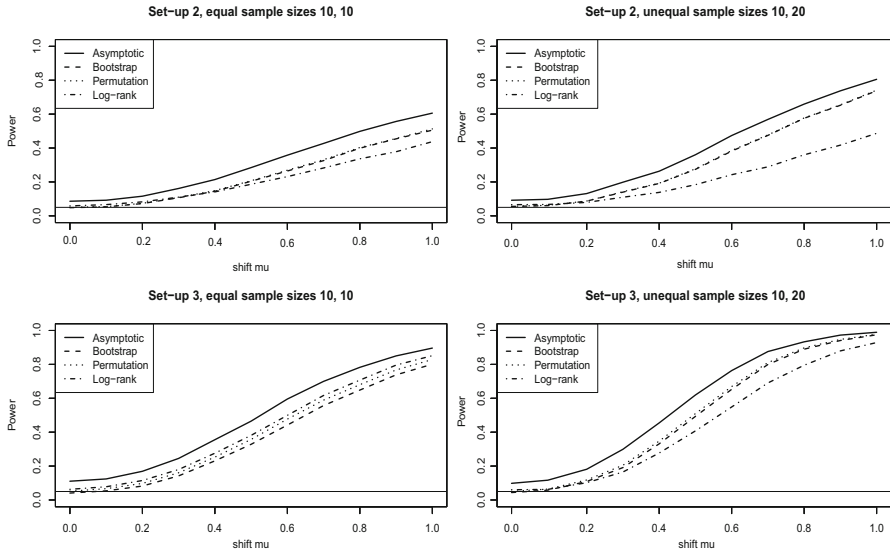 Set-up 2, equal sample sizes 10, 10
Power
0.0 0.2 0.4 0.6 0.8 1.0
Asymptotic
Bootstrap
Permutation
Log-rank
0.0 0.2 0.4 0.6 0.8 1.0
shift mu
Set-up 2, unequal sample sizes 10, 20
Power
0.0 0.2 0.4 0.6 0.8 1.0
Asymptotic
Bootstrap
Permutation
Log-rank
0.0 0.2 0.4 0.6 0.8 1.0
shift mu
Set-up 3, equal sample sizes 10, 10
Power
0.0 0.2 0.4 0.6 0.8 1.0
Asymptotic
Bootstrap
Permutation
Log-rank
0.0 0.2 0.4 0.6 0.8 1.0
shift mu
Set-up 3, unequal sample sizes 10, 20
Power
0.0 0.2 0.4 0.6 0.8 1.0
Asymptotic
Bootstrap
Permutation
Log-rank
0.0 0.2 0.4 0.6 0.8 1.0
shift mu